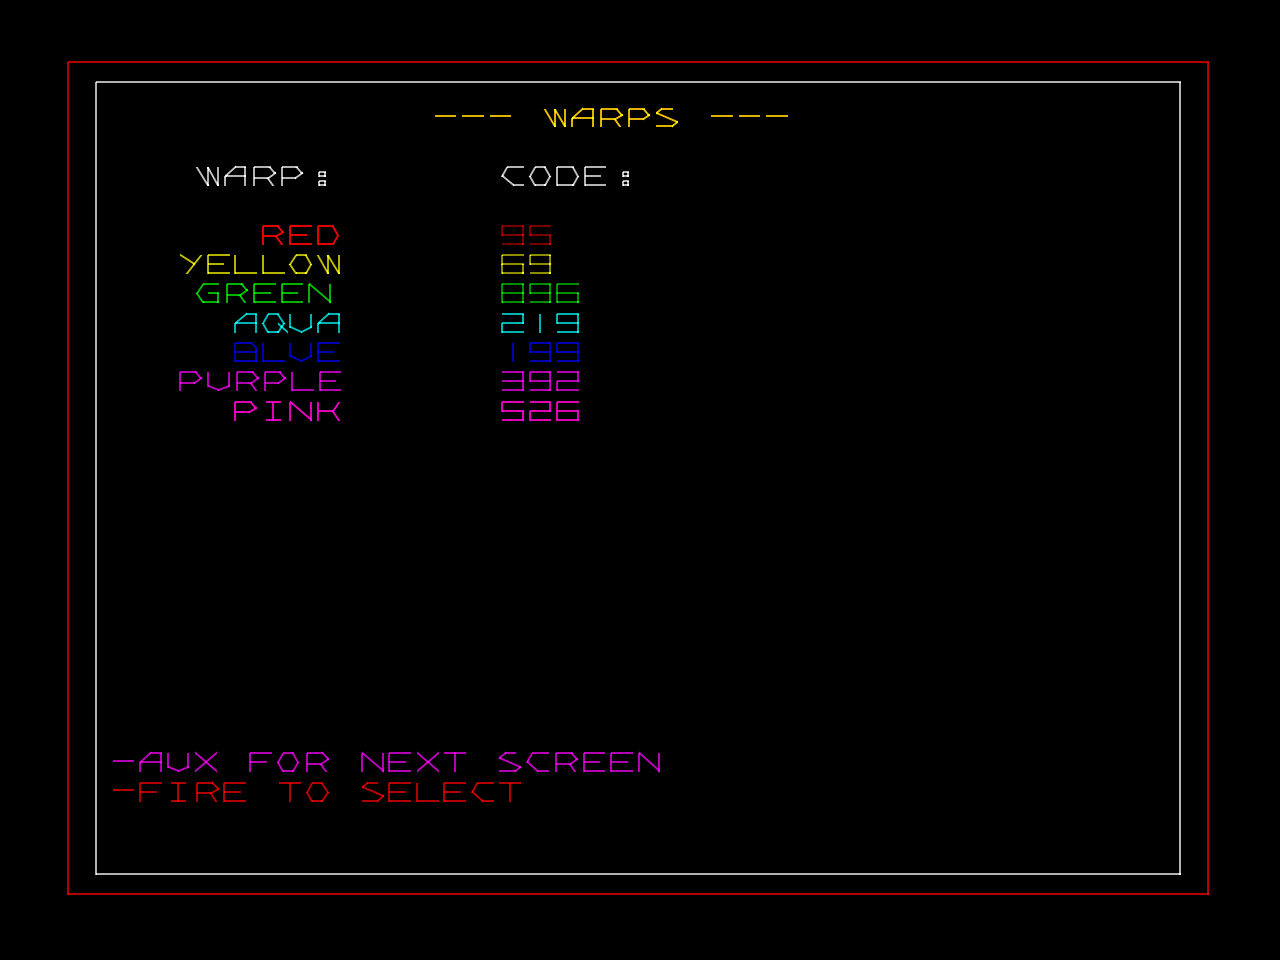 --- WARPS ---
WARP: CODE:
RED 95
YELLOW 69
GREEN 896
AQUA 219
BLUE 199
PURPLE 392
PINK 526
-AUX FOR NEXT SCREEN
-FIRE TO SELECT